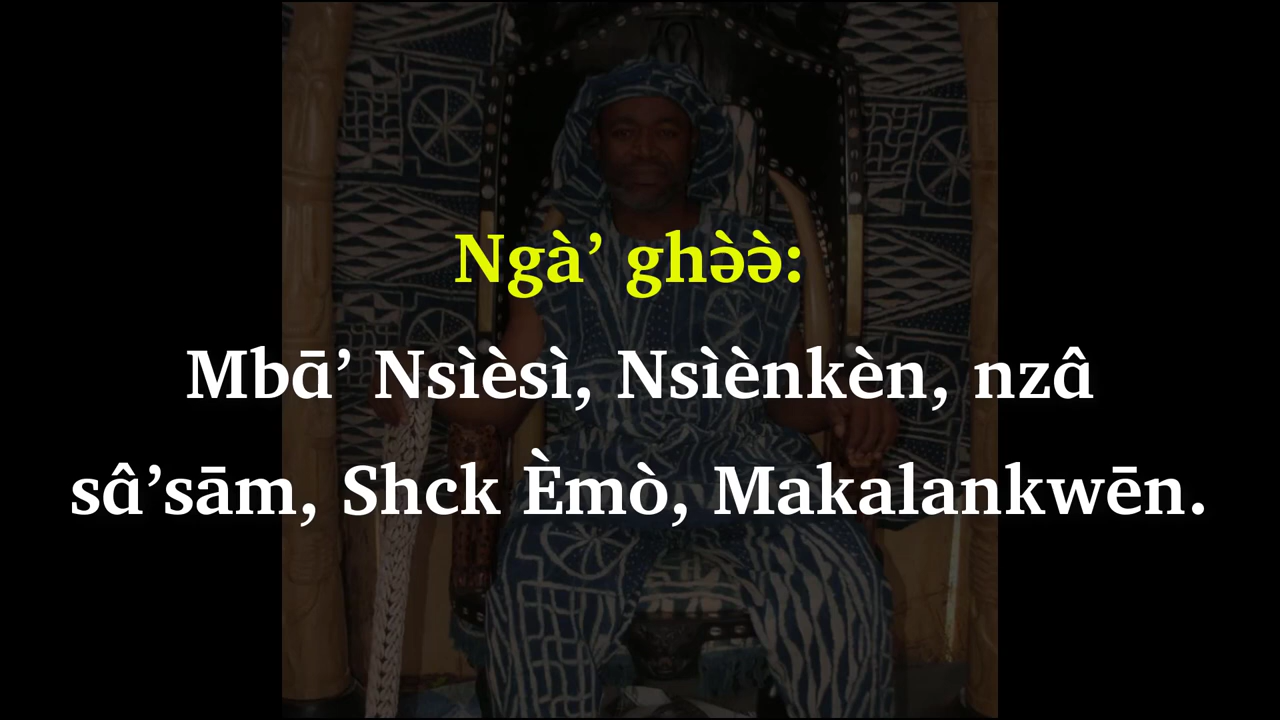 Ngà’ ghə̀ə̀:
Mbɑ̄’ Nsìèsì, Nsìènkèn, nzɑ̂
sɑ̂’sām, Shck Èmò, Makalankwēn.